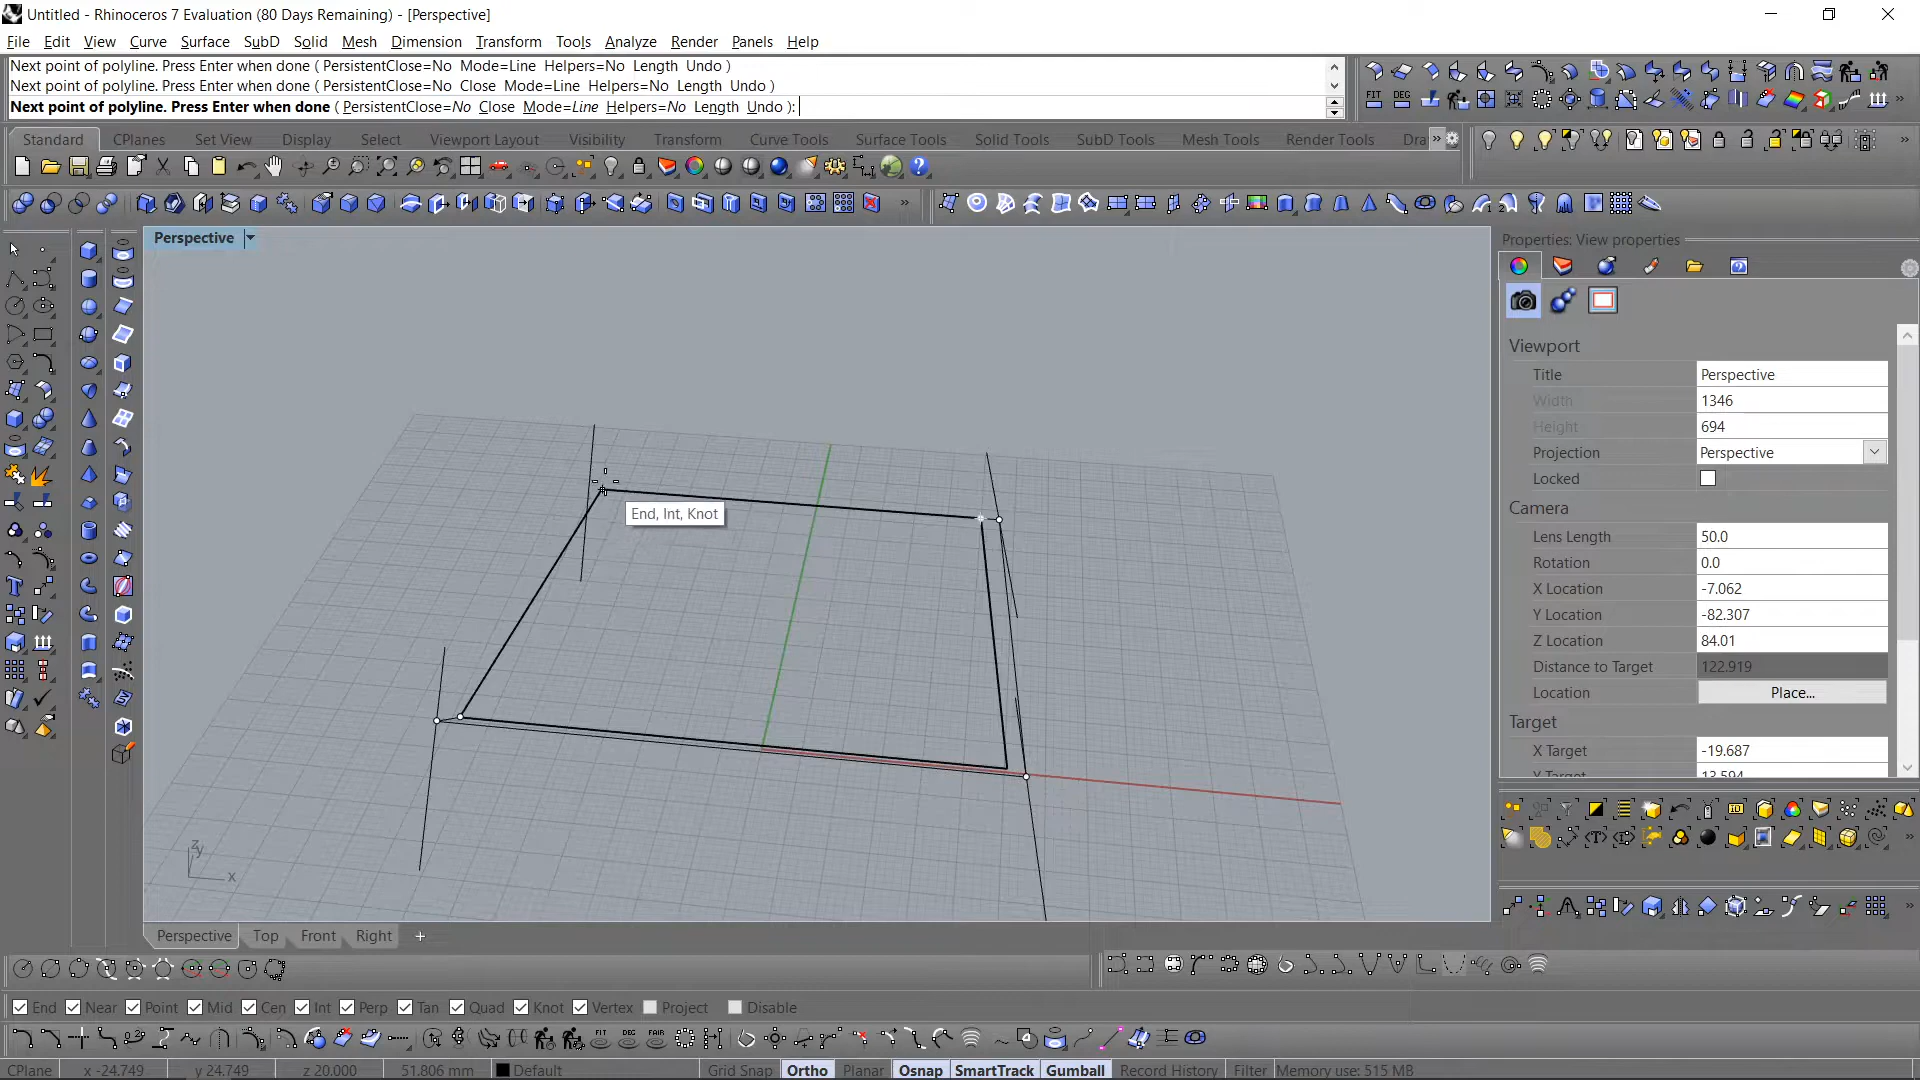 Untitled - Rhinoceros 7 Evaluation (80 Days Remaining) - [Perspective]
File Edit View Curve Surface SubD Solid Mesh Dimension Transform Tools Analyze Render Panels Help
Next point of polyline. Press Enter when done ( PersistentClose=No Mode=Line Helpers=No Length Undo )
Next point of polyline. Press Enter when done ( PersistentClose=No Close Mode=Line Helpers=No Length Undo )
Next point of polyline. Press Enter when done ( PersistentClose=No Close Mode=Line Helpers=No Length Undo ):
Standard CPlanes Set View Display Select Viewport Layout Visibility Transform Curve Tools Surface Tools Solid Tools SubD Tools Mesh Tools Render Tools Dra
Perspective
End, Int, Knot
z y x
Properties: View properties
Viewport
Title Perspective
Width 1346
Height 694
Projection Perspective
Locked
Camera
Lens Length 50.0
Rotation 0.0
X Location -7.062
Y Location -82.307
Z Location 84.01
Distance to Target 122.919
Location Place...
Target
X Target -19.687
Y Target 13.594
Perspective Top Front Right
End Near Point Mid Cen Int Perp Tan Quad Knot Vertex Project Disable
CPlane x -24.749 y 24.749 z 20.000 51.806 mm Default Grid Snap Ortho Planar Osnap SmartTrack Gumball Record History Filter Memory use: 515 MB